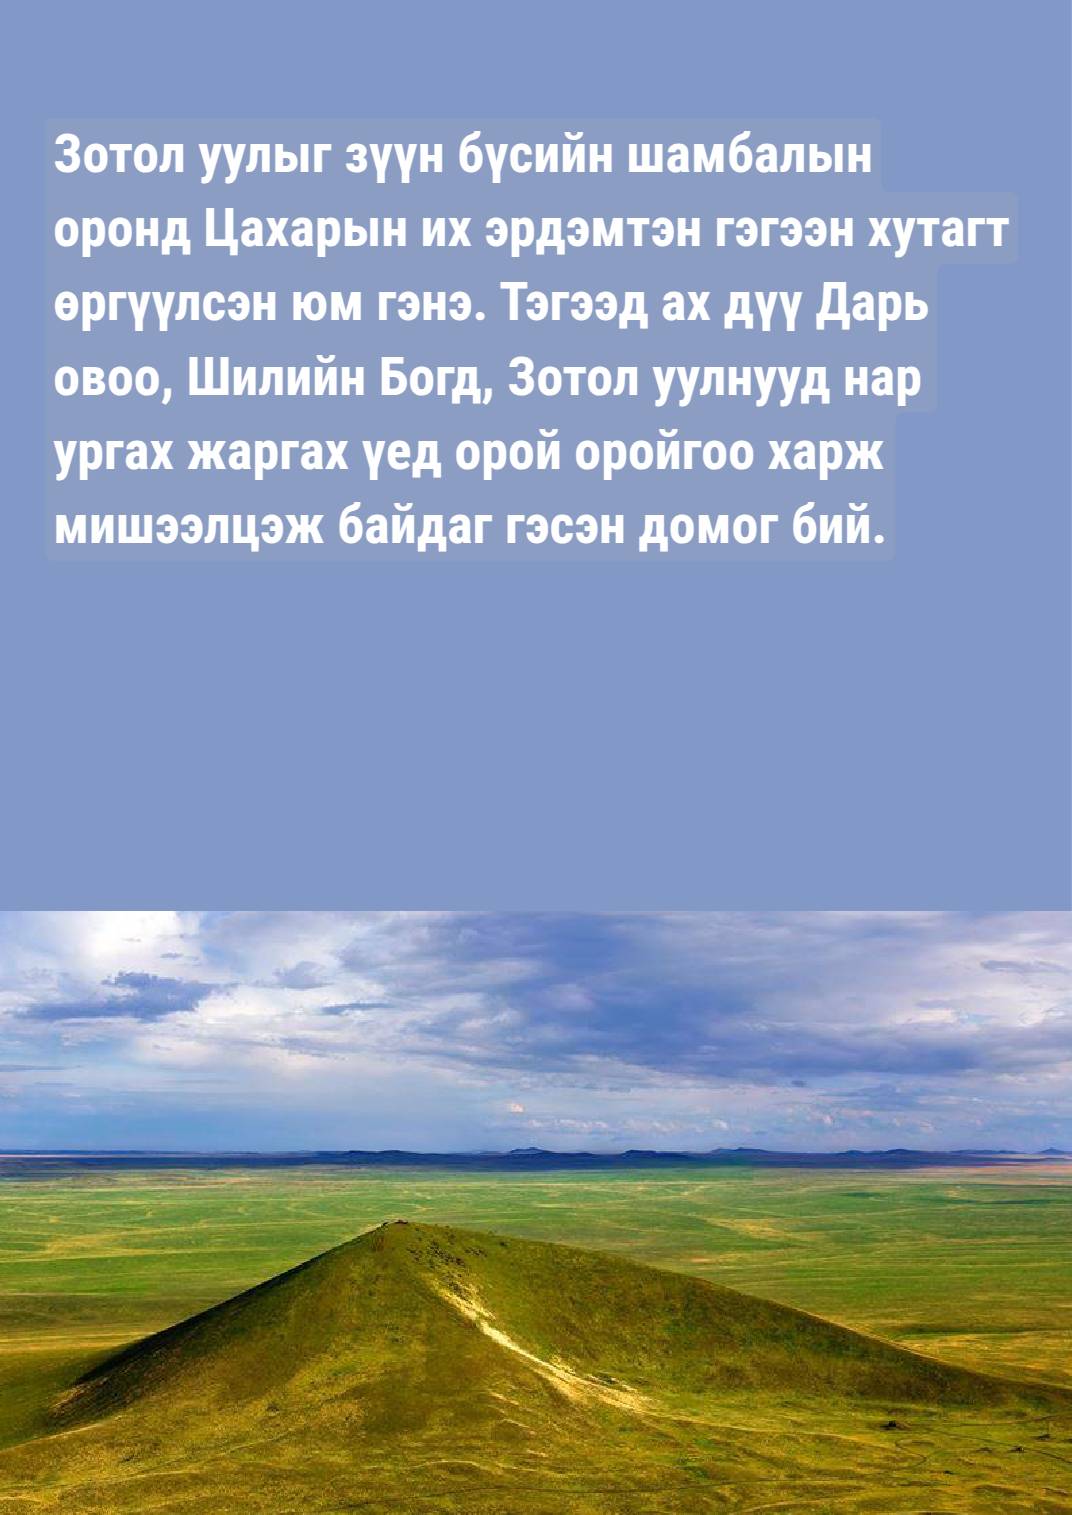 Зотол уулыг зүүн бүсийн шамбалын
оронд Цахарын их эрдэмтэн гэгээн хутагт
өргүүлсэн юм гэнэ. Тэгээд ах дүү Дарь
овоо, Шилийн Богд, Зотол уулнууд нар
ургах жаргах үед орой оройгоо харж
мишээлцэж байдаг гэсэн домог бий.